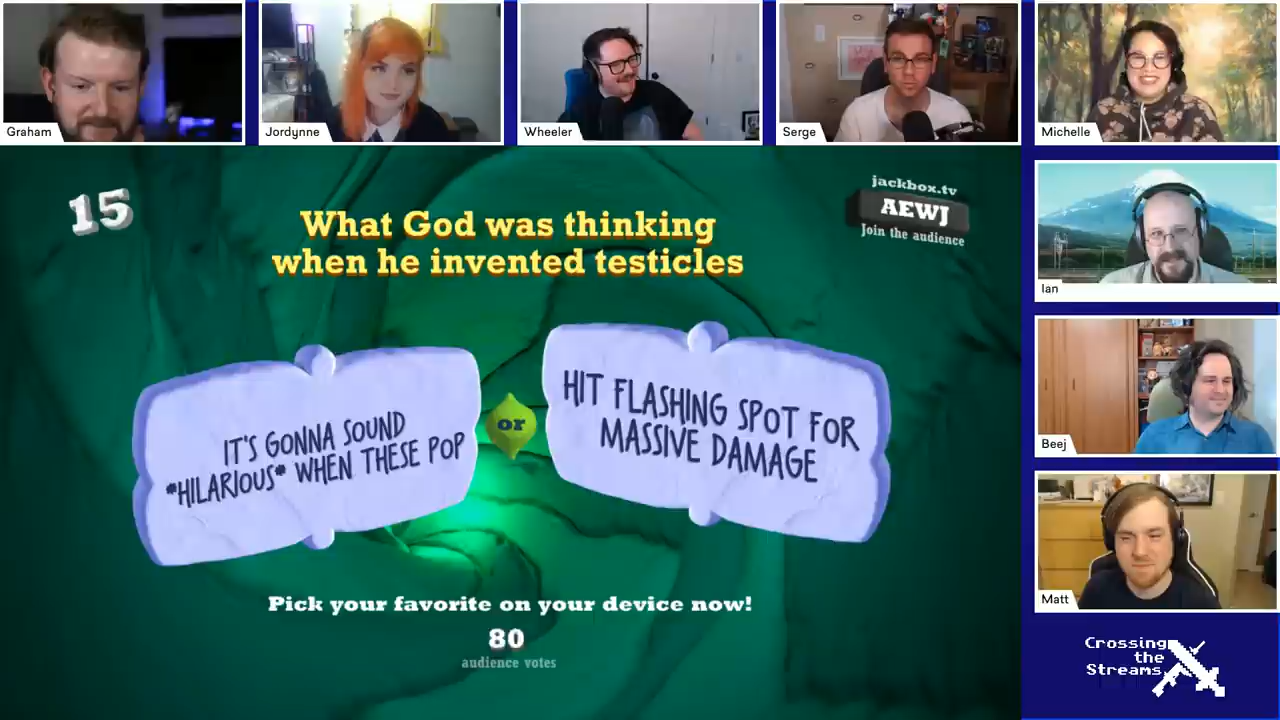 Graham
Jordynne
Wheeler
Serge
Michelle
15
jackbox.tv
AEWJ
Join the audience
What God was thinking
when he invented testicles
Ian
IT'S GONNA SOUND
*HILARIOUS* WHEN THESE POP
or
HIT FLASHING SPOT FOR
MASSIVE DAMAGE
Beej
Pick your favorite on your device now!
80
audience votes
Matt
Crossing
the
Streams